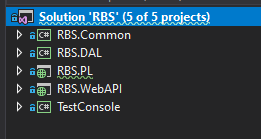 Solution 'RBS' (5 of 5 projects)
C# RBS.Common
C# RBS.DAL
RBS.PL
RBS.WebAPI
C# TestConsole